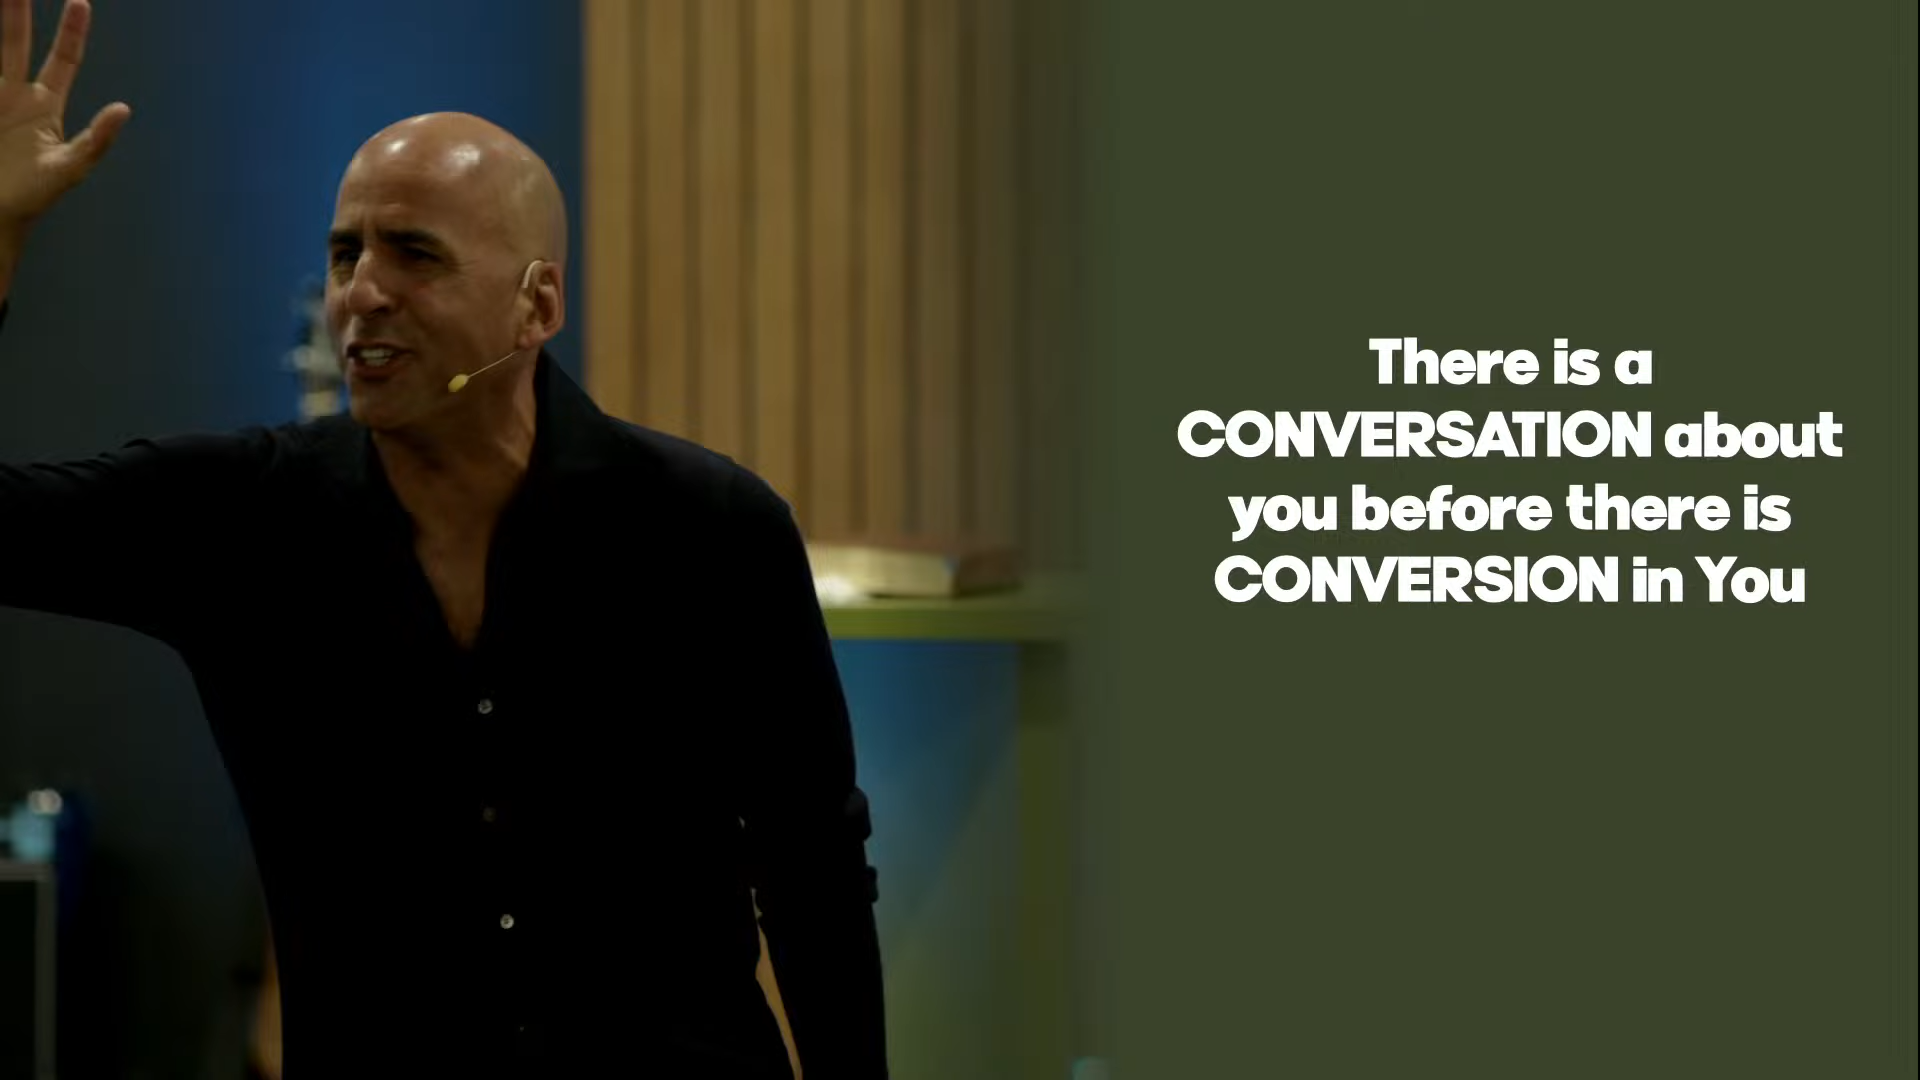 There is a
CONVERSATION about
you before there is
CONVERSION in You